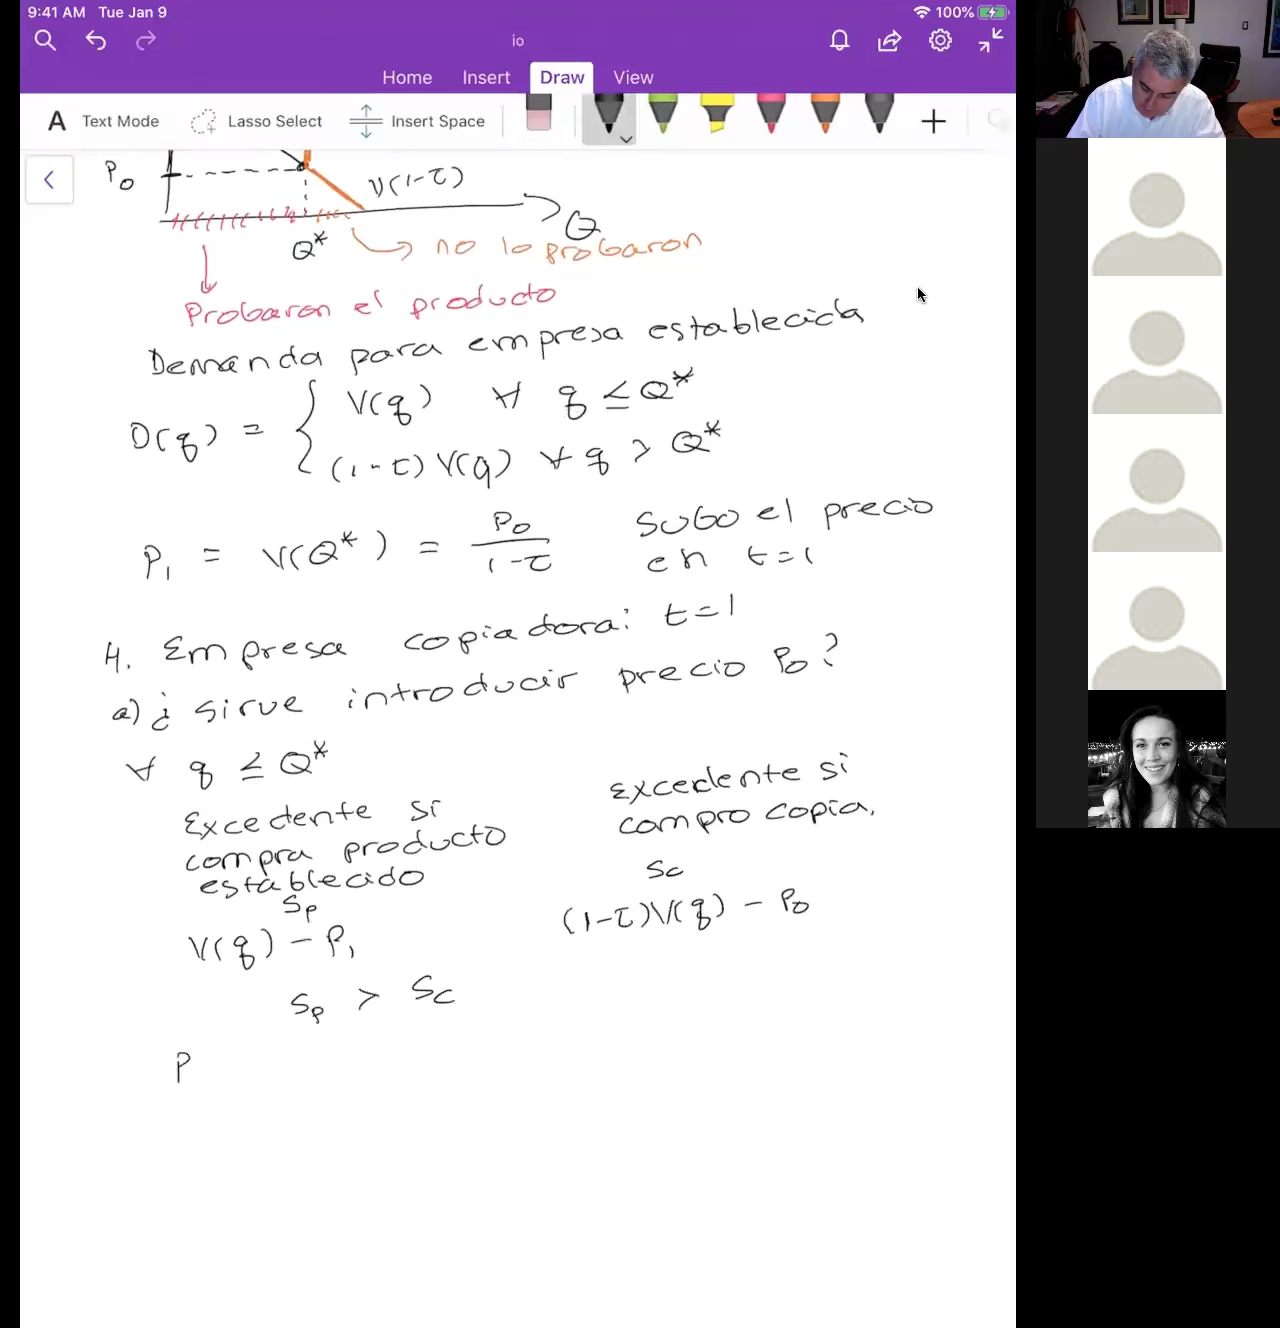 9:41 AM Tue Jan 9
100%
io
Home Insert Draw View
A Text Mode Lasso Select Insert Space
P₀
V(1-τ)
Q* Q
no lo probaron
Probaron el producto
Demanda para empresa establecida
D(q) = { V(q) ∀ q ≤ Q*
(1-τ) V(q) ∀ q > Q*
P₁ = V(Q*) = P₀ / 1-τ Subo el precio
en t=1
4. Empresa copiadora: t=1
a) ¿ sirve introducir precio P₀?
∀ q ≤ Q*
Excedente si
compra producto
establecido
Sₚ
V(q) - P₁
Excedente si
compro copia.
Sc
(1-τ)V(q) - P₀
Sₚ > Sc
P